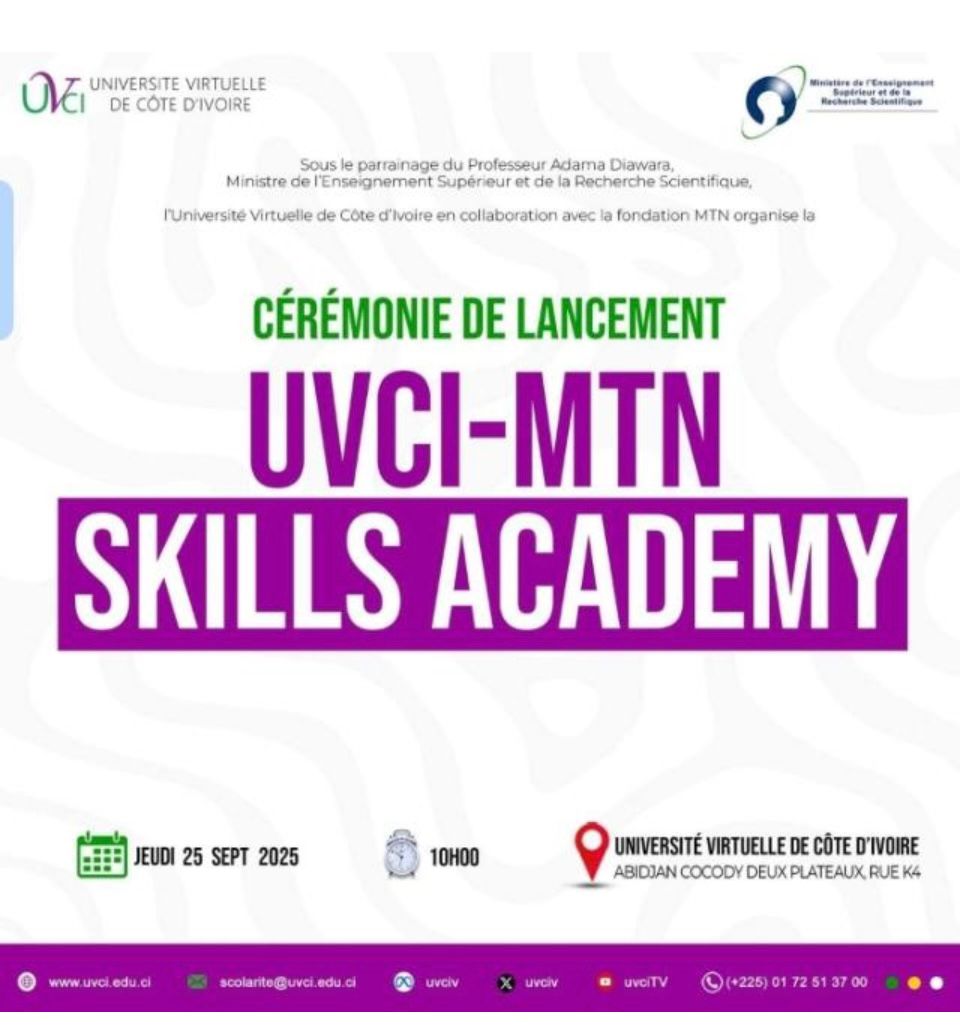 UVCI UNIVERSITE VIRTUELLE
DE CÔTE D'IVOIRE
Ministère de l'Enseignement
Supérieur et de la
Recherche Scientifique
Sous le parrainage du Professeur Adama Diawara,
Ministre de l'Enseignement Supérieur et de la Recherche Scientifique,
l'Université Virtuelle de Côte d'Ivoire en collaboration avec la fondation MTN organise la
CÉRÉMONIE DE LANCEMENT
UVCI-MTN
SKILLS ACADEMY
JEUDI 25 SEPT 2025
10H00
UNIVERSITÉ VIRTUELLE DE CÔTE D'IVOIRE
ABIDJAN COCODY DEUX PLATEAUX, RUE K4
www.uvci.edu.ci scolarite@uvci.edu.ci uvciv uvciv uvciTV (+225) 01 72 51 37 00